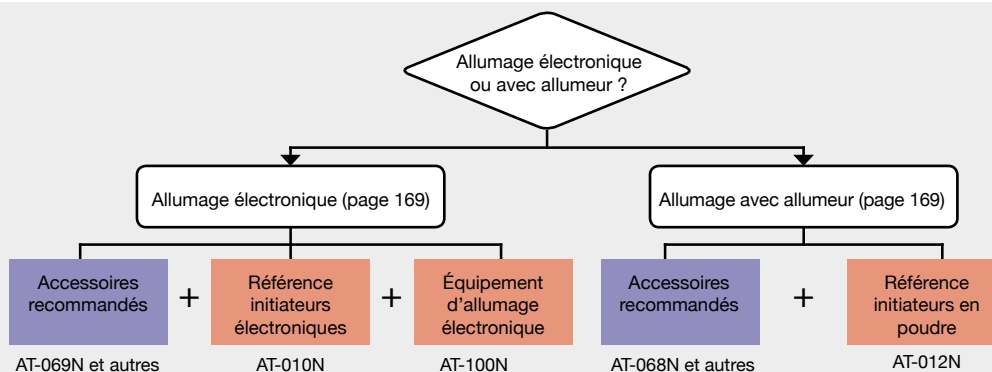 Allumage électronique
ou avec allumeur ?
Allumage électronique (page 169)
Allumage avec allumeur (page 169)
Accessoires
recommandés
+
Référence
initiateurs
électroniques
+
Équipement
d'allumage
électronique
Accessoires
recommandés
+
Référence
initiateurs en
poudre
AT-069N et autres
AT-010N
AT-100N
AT-068N et autres
AT-012N